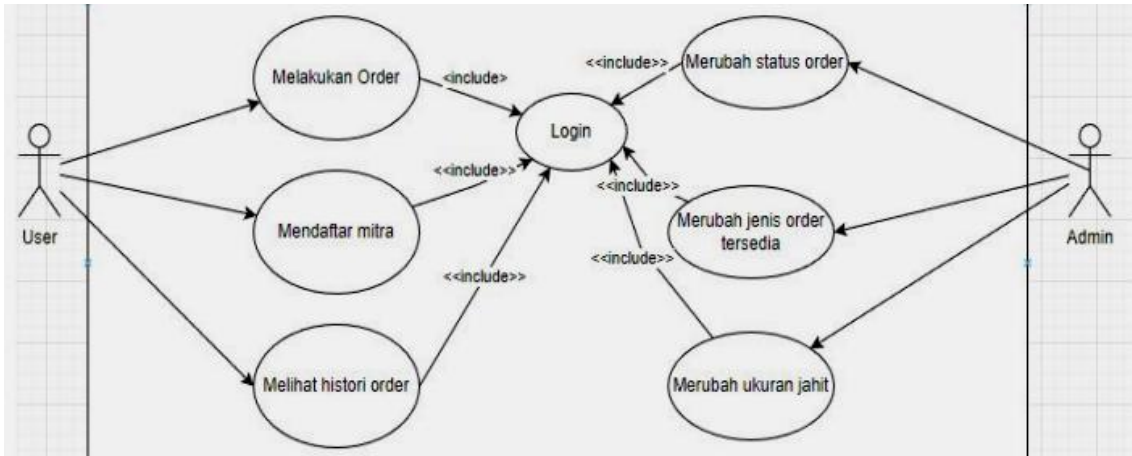 Melakukan Order
<include>
<<include>>
Merubah status order
Login
<<include>>
<<include>>
User
Mendaftar mitra
Merubah jenis order
tersedia
Admin
<<include>>
<<include>>
Melihat histori order
Merubah ukuran jahit